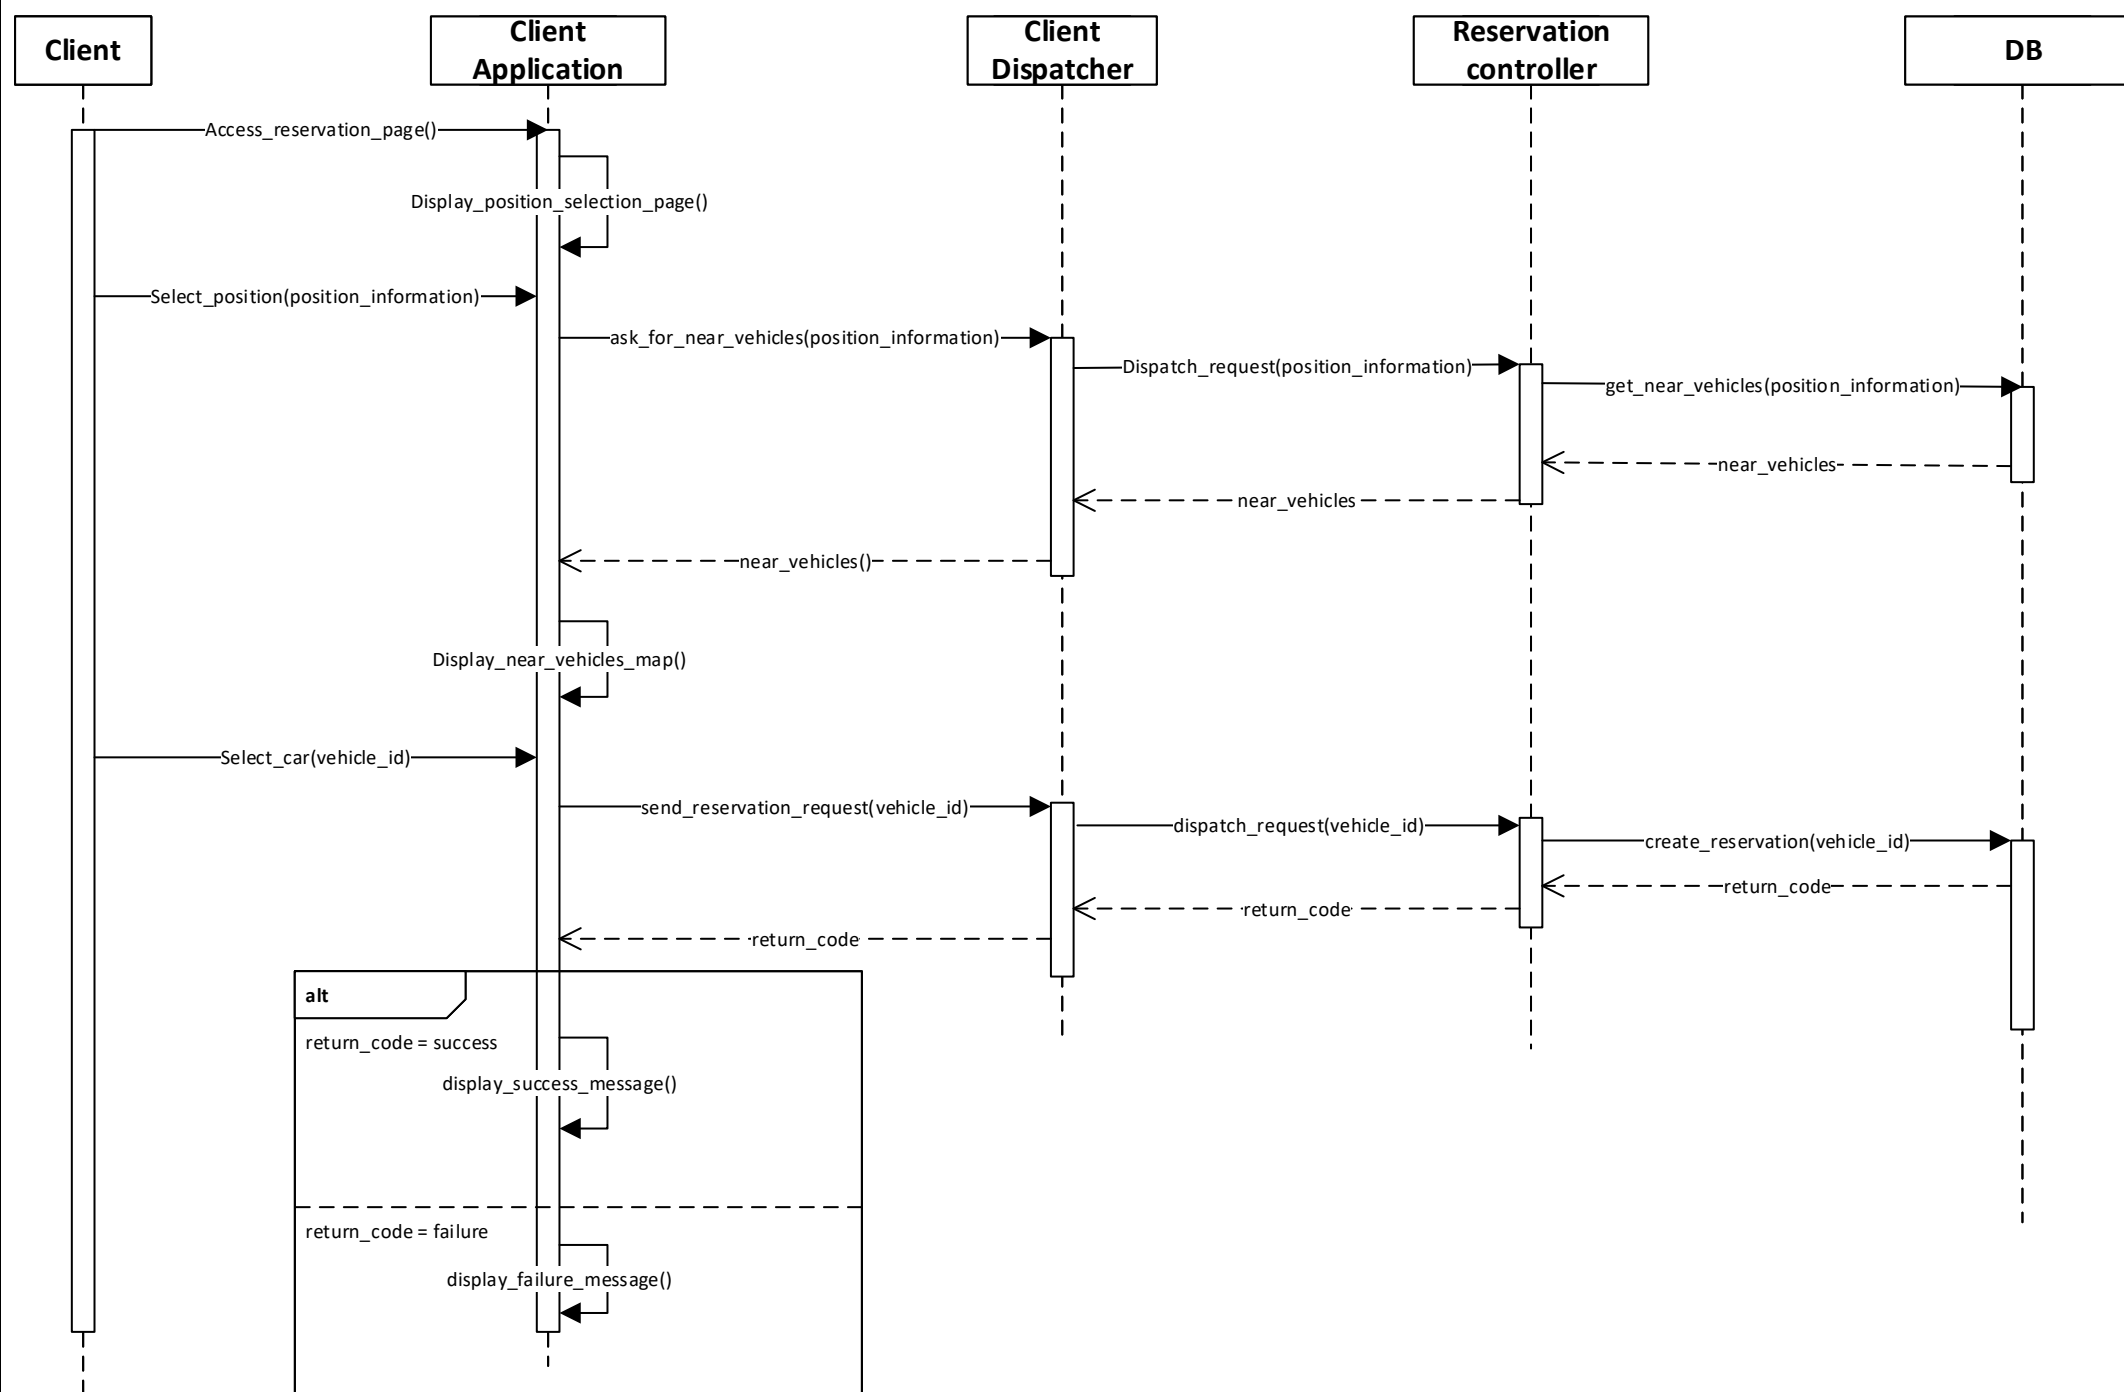 Client
Client
Application
Client
Dispatcher
Reservation
controller
DB
Access_reservation_page()
Display_position_selection_page()
Select_position(position_information)
ask_for_near_vehicles(position_information)
Dispatch_request(position_information)
get_near_vehicles(position_information)
near_vehicles
near_vehicles
near_vehicles()
Display_near_vehicles_map()
Select_car(vehicle_id)
send_reservation_request(vehicle_id)
dispatch_request(vehicle_id)
create_reservation(vehicle_id)
return_code
return_code
return_code
alt
return_code = success
display_success_message()
return_code = failure
display_failure_message()